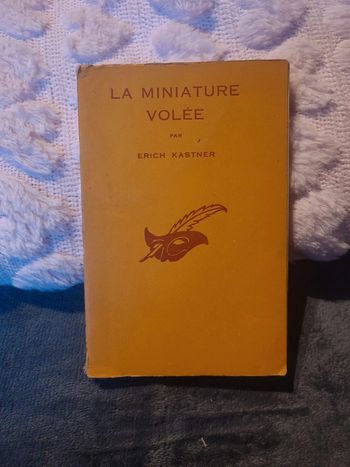 LA MINIATURE
VOLÉE
PAR
ERICH KASTNER